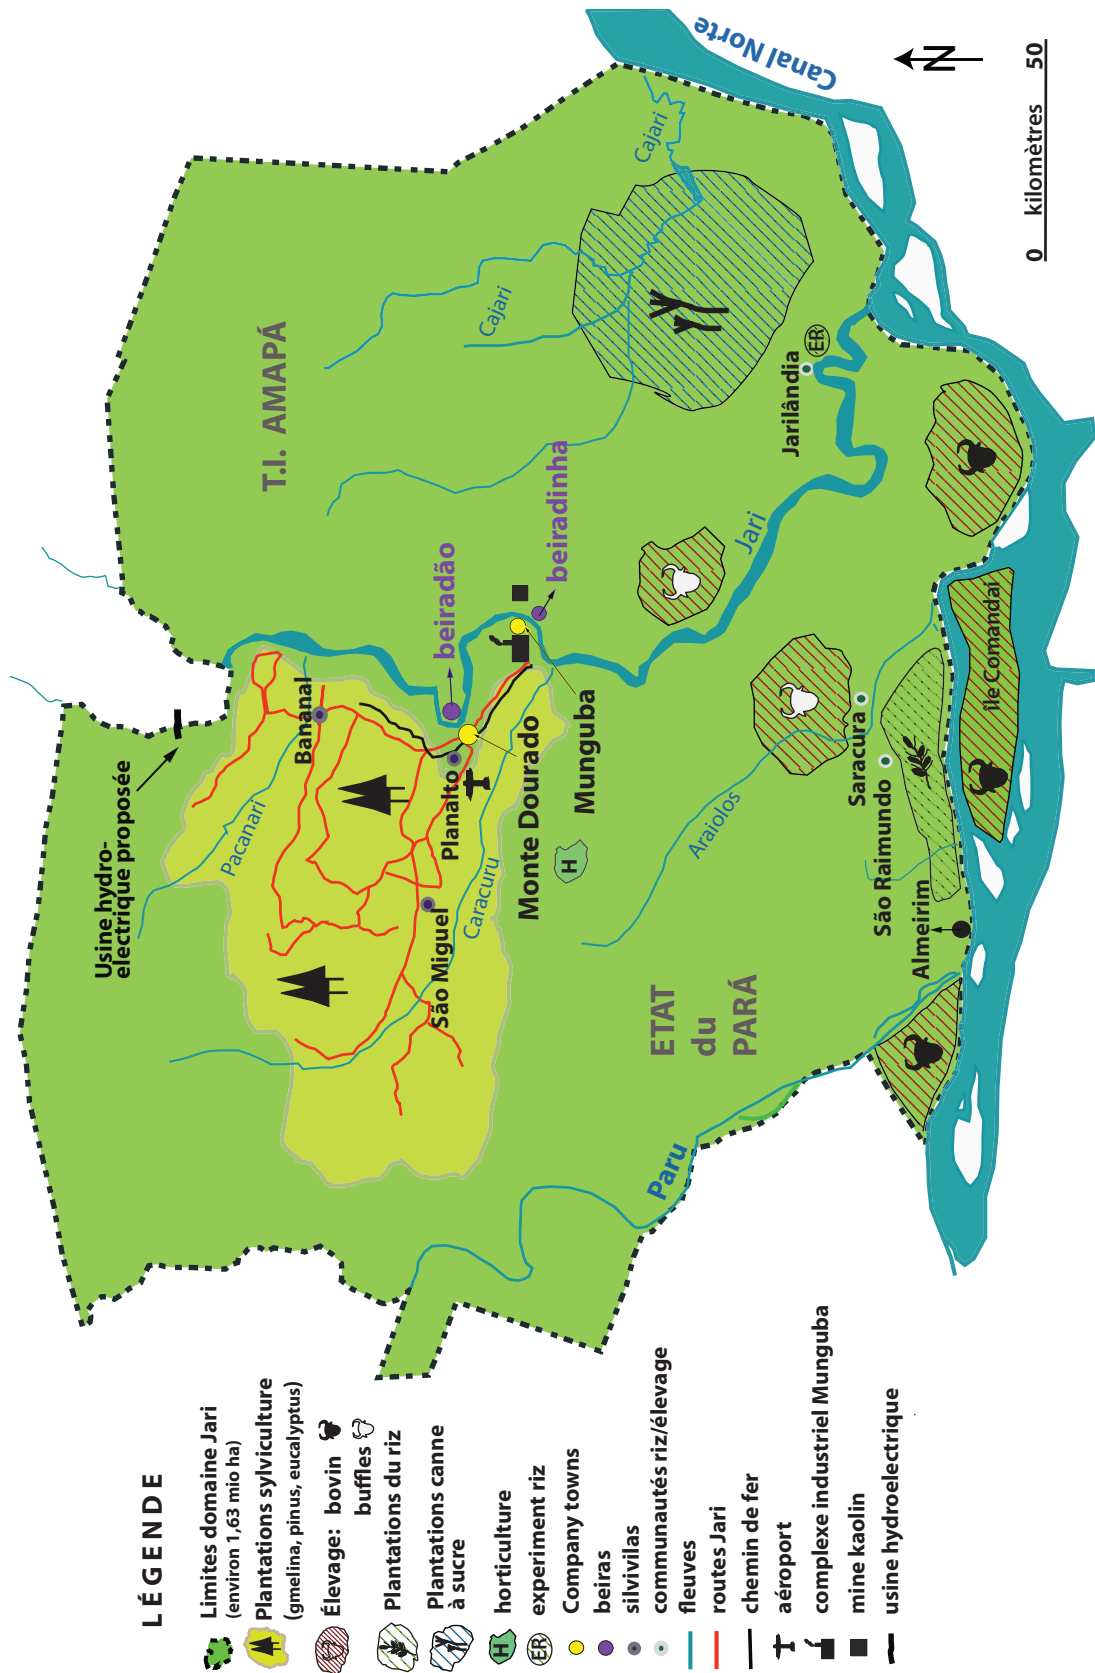 LÉGENDE
Limites domaine Jari
(environ 1,63 mio ha)
Plantations sylviculture
(gmelina, pinus, eucalyptus)
Élevage: bovin
buffles
Plantations du riz
Plantations canne
à sucre
H
horticulture
ER
experiment riz
Company towns
beiras
silvivilas
communautés riz/élevage
fleuves
routes Jari
chemin de fer
aéroport
complexe industriel Munguba
mine kaolin
usine hydroelectrique
Usine hydro-
electrique proposée
Pacanari
Bananal
São Miguel
Planalto
Caracuru
Monte Dourado
Munguba
H
beiradão
beiradinha
T.I. AMAPÁ
Cajari
Cajari
Canal Norte
Jari
Jarilândia
ER
ETAT
du
PARÁ
Paru
Araiolos
Saracura
São Raimundo
Almeirim
île Comandaí
N
0 kilomètres 50